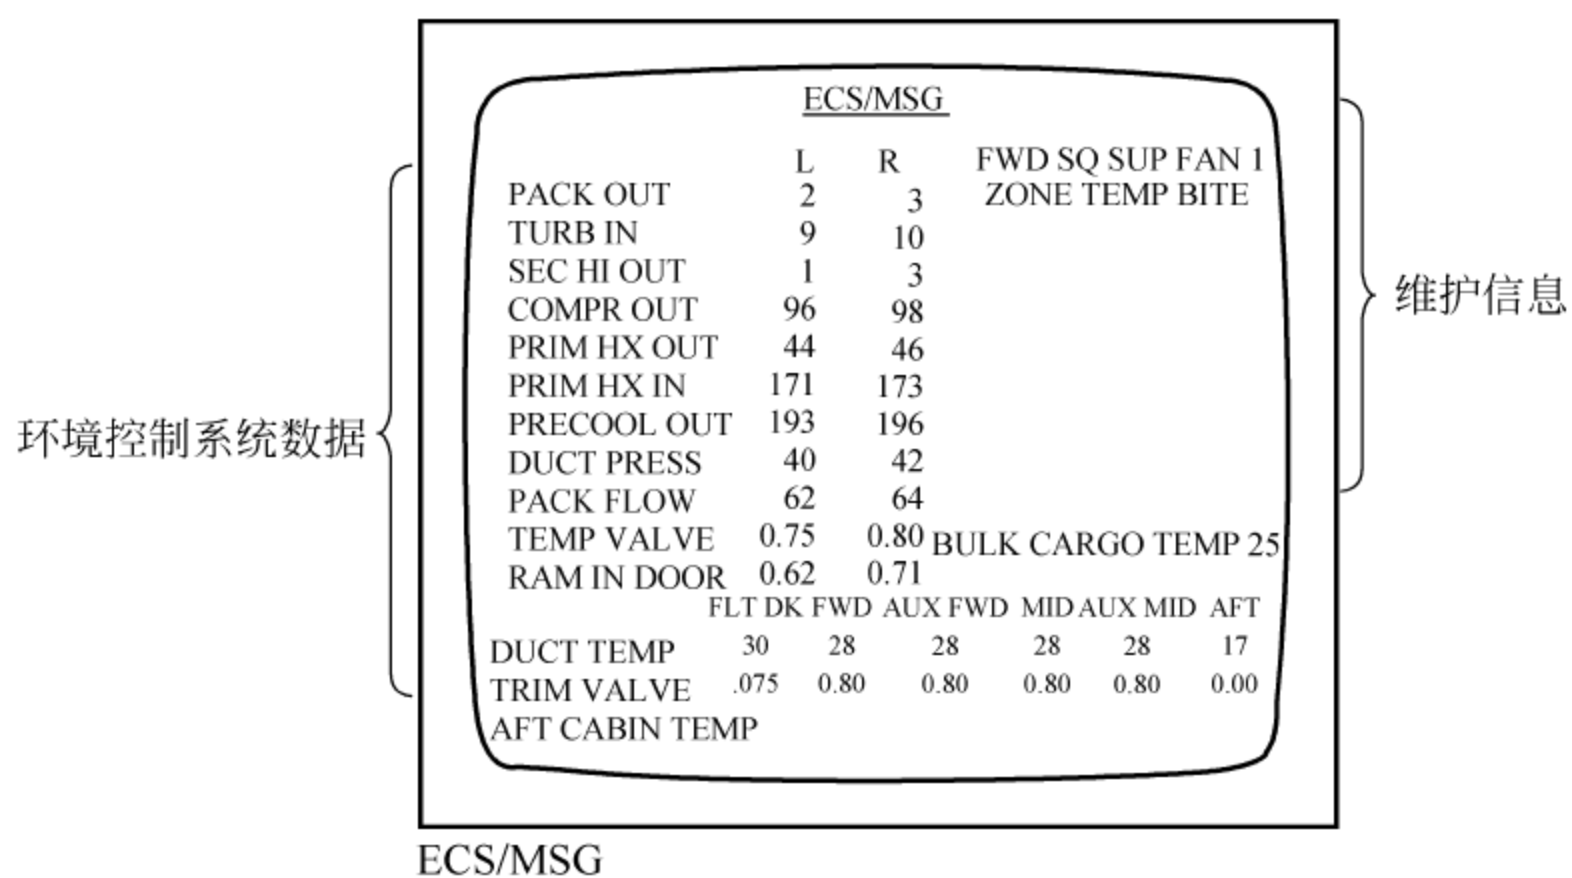 ECS/MSG
L R FWD SQ SUP FAN 1
PACK OUT 2 3 ZONE TEMP BITE
TURB IN 9 10
SEC HI OUT 1 3
COMPR OUT 96 98
PRIM HX OUT 44 46
PRIM HX IN 171 173
PRECOOL OUT 193 196
DUCT PRESS 40 42
PACK FLOW 62 64
TEMP VALVE 0.75 0.80 BULK CARGO TEMP 25
RAM IN DOOR 0.62 0.71
FLT DK FWD AUX FWD MID AUX MID AFT
DUCT TEMP 30 28 28 28 28 17
TRIM VALVE .075 0.80 0.80 0.80 0.80 0.00
AFT CABIN TEMP
环境控制系统数据
维护信息
ECS/MSG